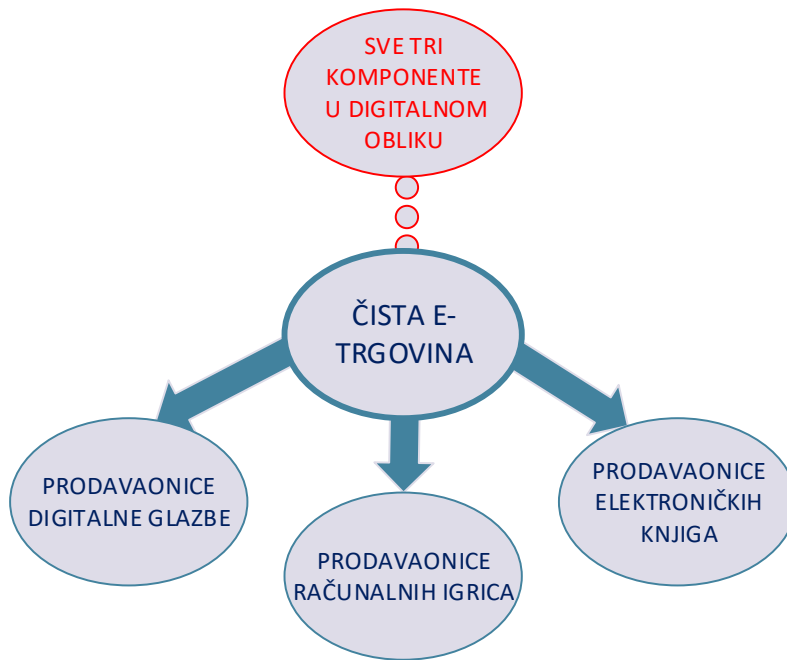 SVE TRI
KOMPONENTE
U DIGITALNOM
OBLIKU
ČISTA E-
TRGOVINA
PRODAVAONICE
DIGITALNE GLAZBE
PRODAVAONICE
RAČUNALNIH IGRICA
PRODAVAONICE
ELEKTRONIČKIH
KNJIGA